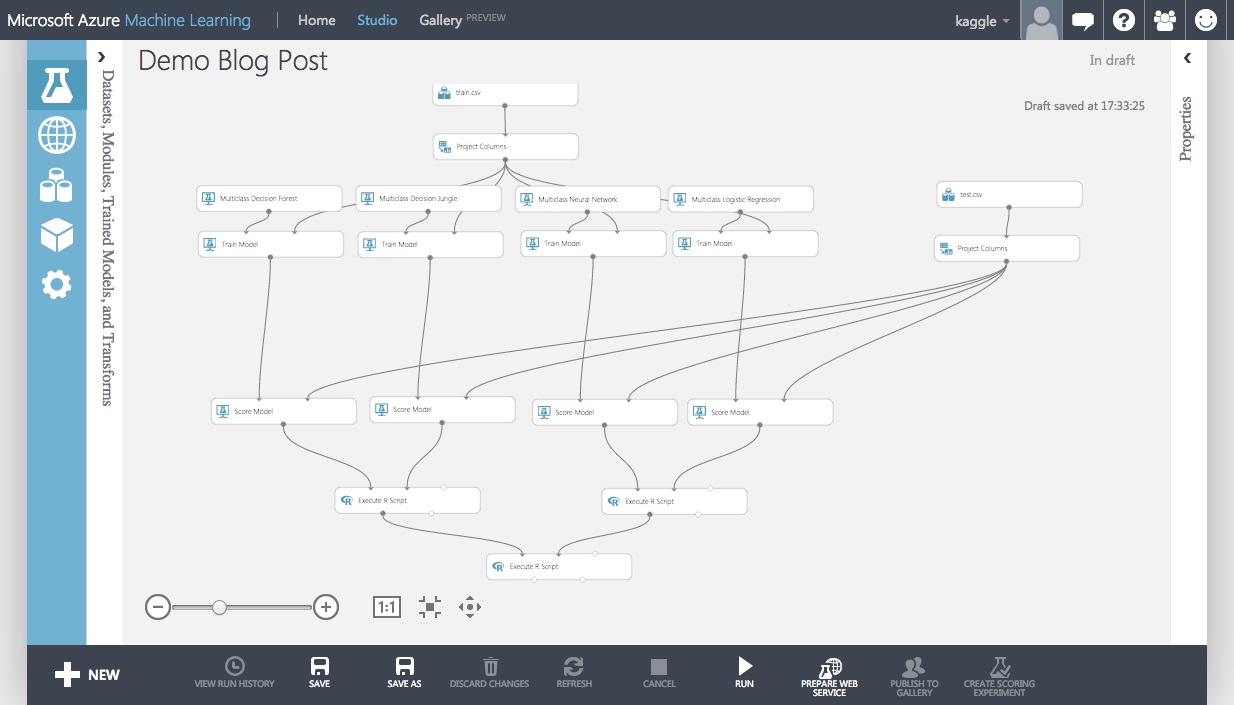 Microsoft Azure Machine Learning
Home
Studio
Gallery PREVIEW
kaggle
Demo Blog Post
In draft
Draft saved at 17:33:25
Datasets, Modules, Trained Models, and Transforms
Properties
train.csv
Project Columns
Multiclass Decision Forest
Multiclass Decision Jungle
Multiclass Neural Network
Multiclass Logistic Regression
test.csv
Train Model
Train Model
Train Model
Train Model
Project Columns
Score Model
Score Model
Score Model
Score Model
Execute R Script
Execute R Script
Execute R Script
1:1
NEW
VIEW RUN HISTORY
SAVE
SAVE AS
DISCARD CHANGES
REFRESH
CANCEL
RUN
PREPARE WEB
SERVICE
PUBLISH TO
GALLERY
CREATE SCORING
EXPERIMENT